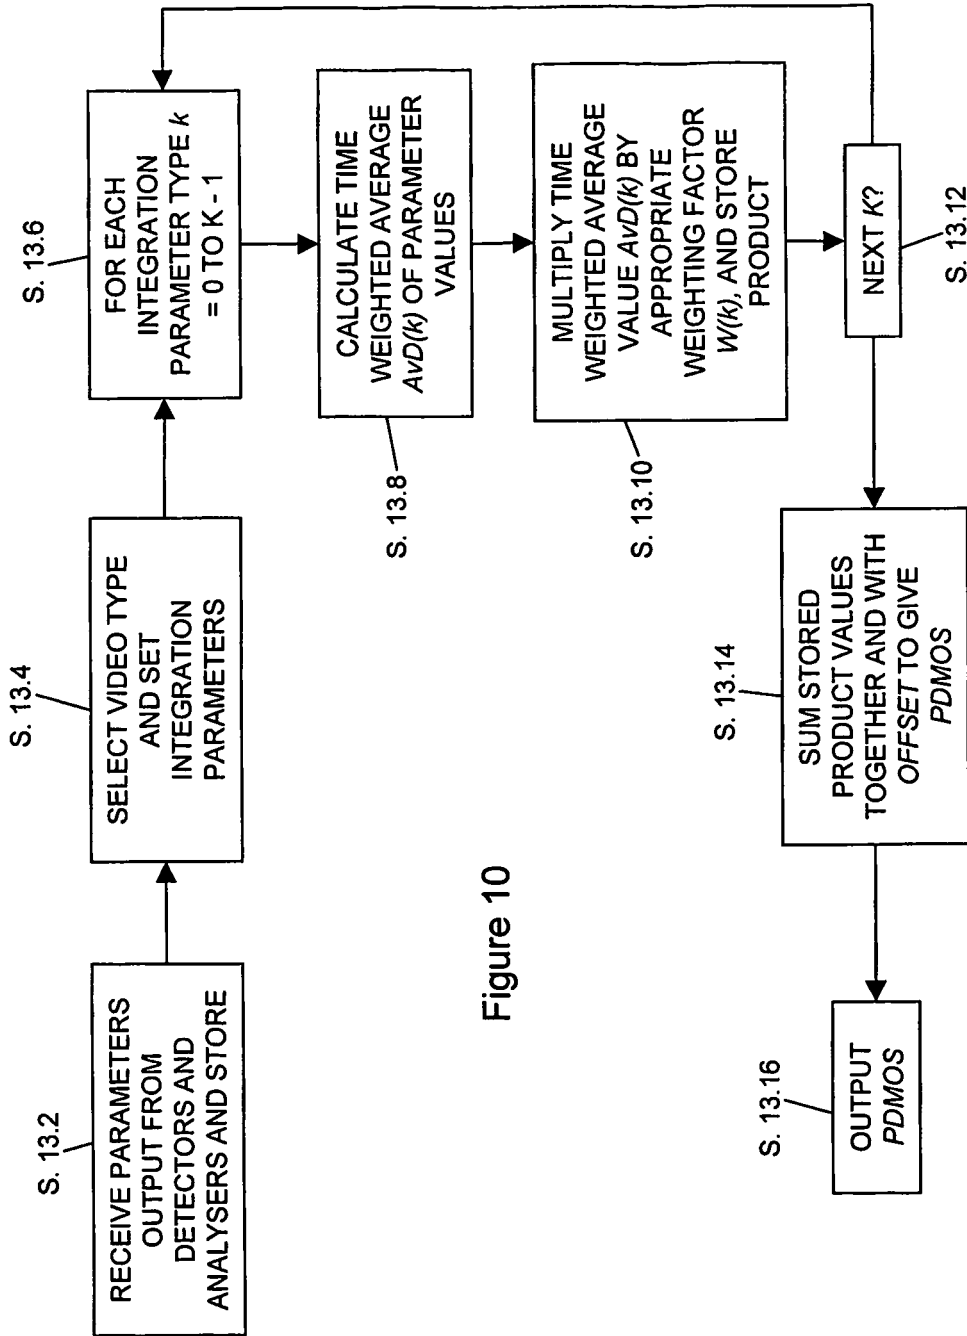 S. 13.2
RECEIVE PARAMETERS
OUTPUT FROM
DETECTORS AND
ANALYSERS AND STORE
S. 13.4
SELECT VIDEO TYPE
AND SET
INTEGRATION
PARAMETERS
S. 13.6
FOR EACH
INTEGRATION
PARAMETER TYPE k
= 0 TO K - 1
S. 13.8
CALCULATE TIME
WEIGHTED AVERAGE
AvD(k) OF PARAMETER
VALUES
S. 13.10
MULTIPLY TIME
WEIGHTED AVERAGE
VALUE AvD(k) BY
APPROPRIATE
WEIGHTING FACTOR
W(k), AND STORE
PRODUCT
NEXT K?
S. 13.12
S. 13.14
SUM STORED
PRODUCT VALUES
TOGETHER AND WITH
OFFSET TO GIVE
PDMOS
S. 13.16
OUTPUT
PDMOS
Figure 10